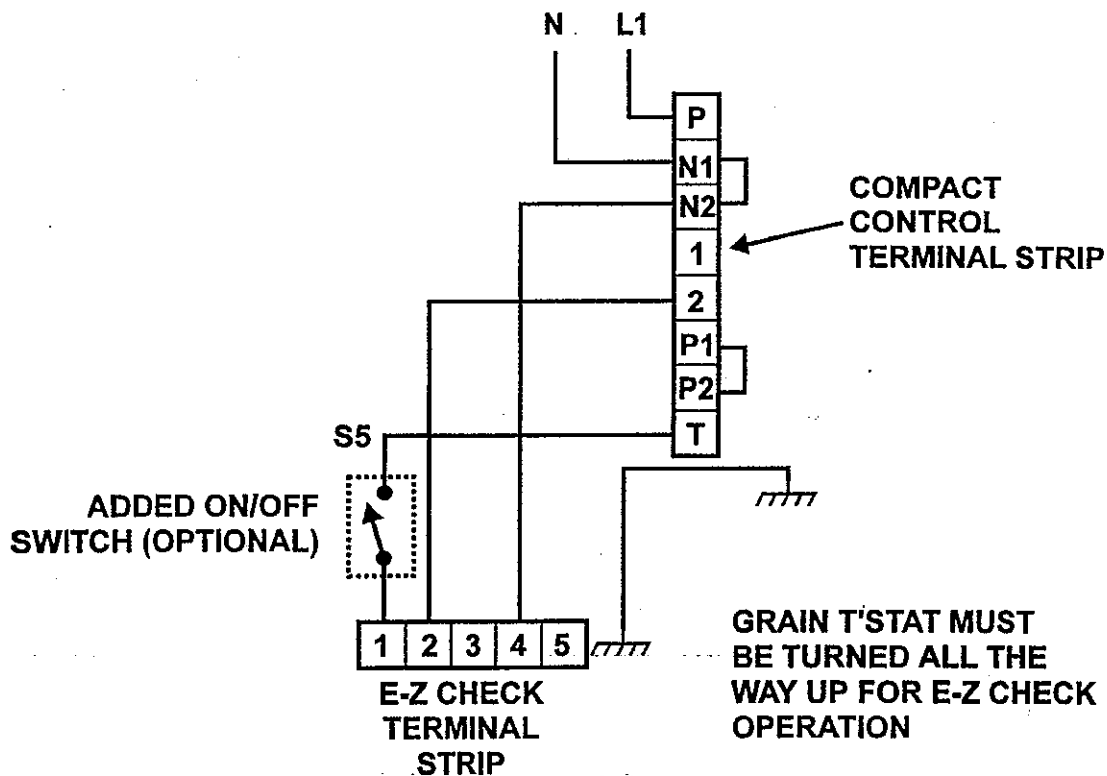 N L1
P
N1
N2
1
2
P1
P2
T
COMPACT
CONTROL
TERMINAL STRIP
S5
ADDED ON/OFF
SWITCH (OPTIONAL)
1 2 3 4 5
E-Z CHECK
TERMINAL
STRIP
GRAIN T'STAT MUST
BE TURNED ALL THE
WAY UP FOR E-Z CHECK
OPERATION